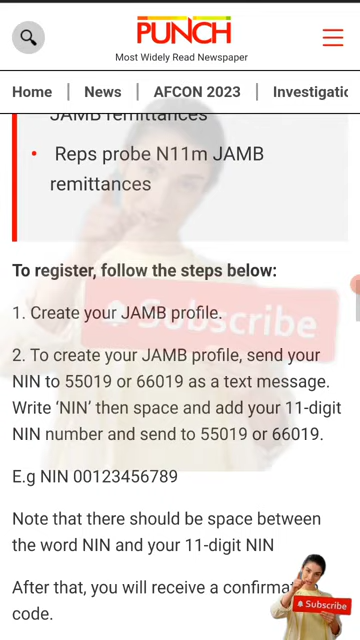 PUNCH
Most Widely Read Newspaper
Home | News | AFCON 2023 | Investigatic
JAMB remittances
• Reps probe N11m JAMB
remittances
To register, follow the steps below:
Subscribe
1. Create your JAMB profile.
2. To create your JAMB profile, send your
NIN to 55019 or 66019 as a text message.
Write ‘NIN’ then space and add your 11-digit
NIN number and send to 55019 or 66019.
E.g NIN 00123456789
Note that there should be space between
the word NIN and your 11-digit NIN
After that, you will receive a confirmat
code.
Subscribe